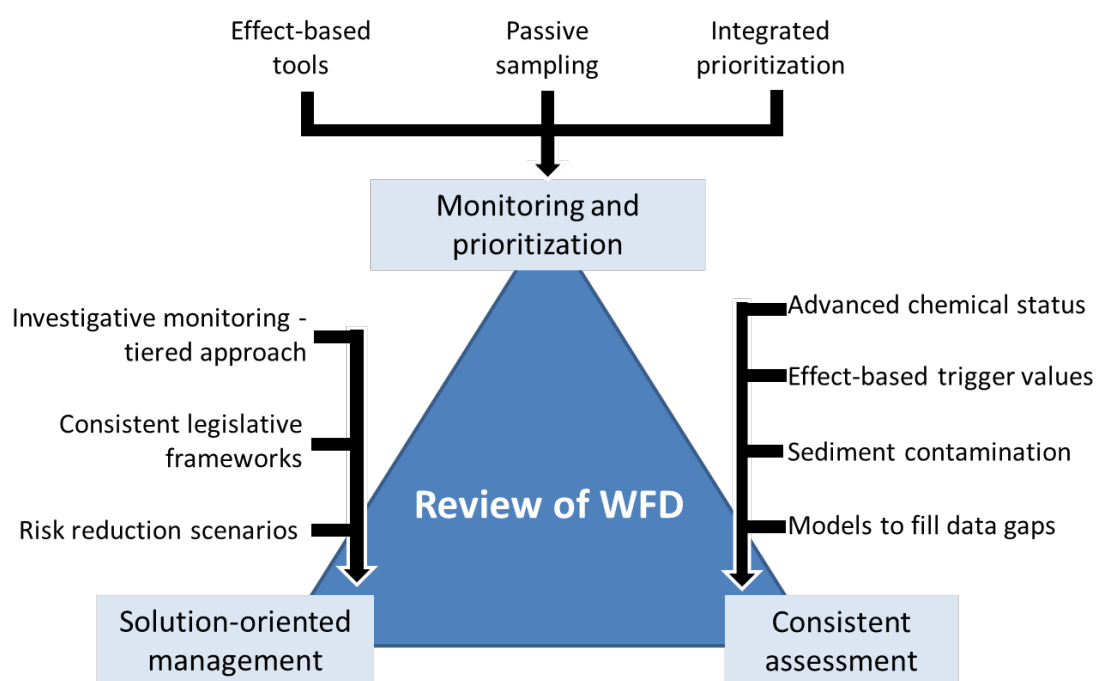 Effect-based
tools
Passive
sampling
Integrated
prioritization
Monitoring and
prioritization
Investigative monitoring -
tiered approach
Consistent legislative
frameworks
Risk reduction scenarios
Advanced chemical status
Effect-based trigger values
Sediment contamination
Models to fill data gaps
Review of WFD
Solution-oriented
management
Consistent
assessment